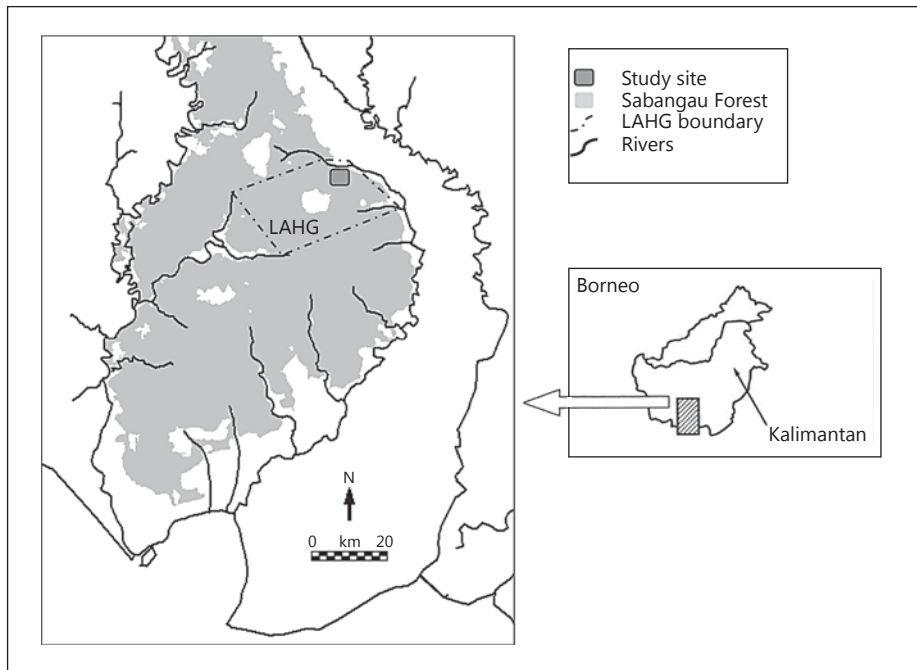 Study site
Sabangau Forest
LAHG boundary
Rivers
LAHG
Borneo
Kalimantan
N
0 km 20